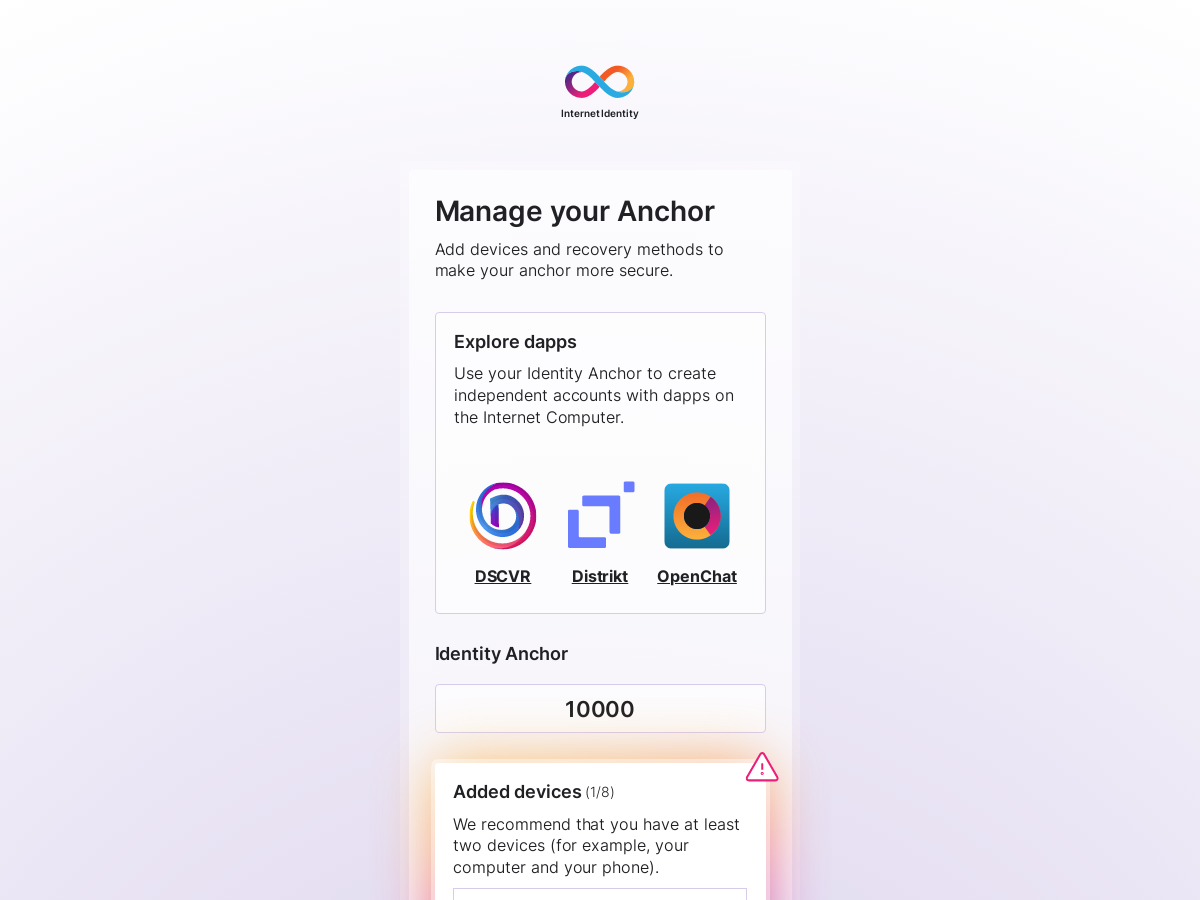 Internet Identity
Manage your Anchor
Add devices and recovery methods to
make your anchor more secure.
Explore dapps
Use your Identity Anchor to create
independent accounts with dapps on
the Internet Computer.
DSCVR Distrikt OpenChat
Identity Anchor
10000
Added devices (1/8)
We recommend that you have at least
two devices (for example, your
computer and your phone).